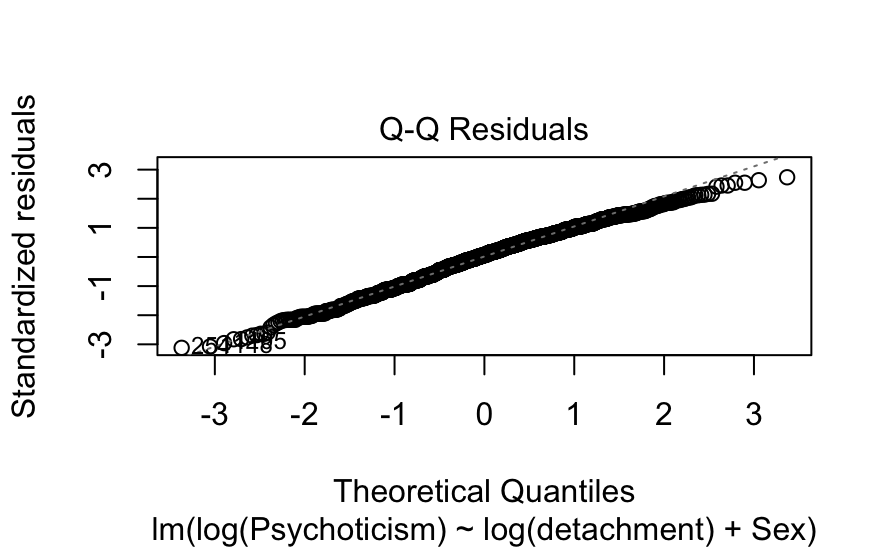 Q-Q Residuals
Standardized residuals
3
1
-1
-3
-3
-2
-1
0
1
2
3
Theoretical Quantiles
lm(log(Psychoticism) ~ log(detachment) + Sex)